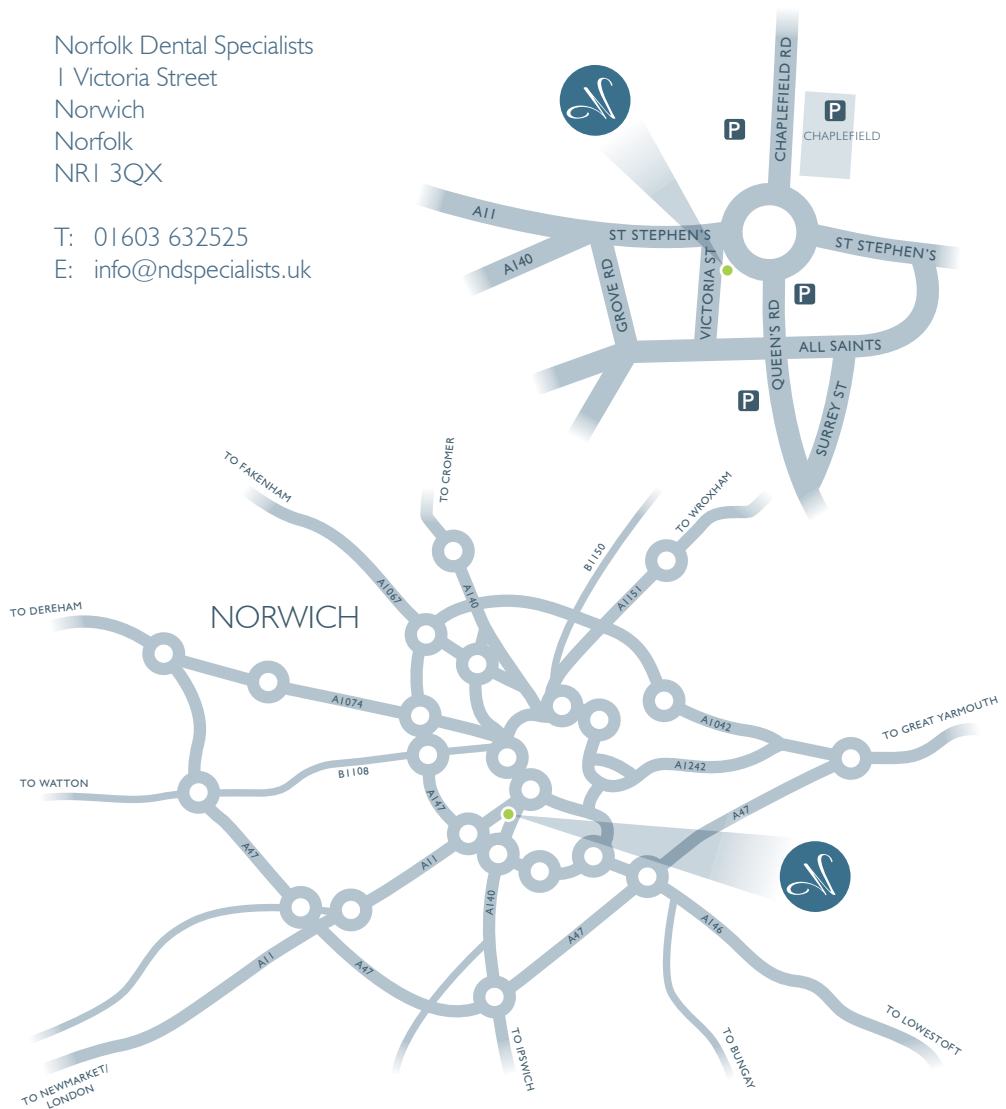 Norfolk Dental Specialists
1 Victoria Street
Norwich
Norfolk
NR1 3QX
T: 01603 632525
E: info@ndspecialists.uk
N
CHAPLEFIELD RD
P
P
CHAPLEFIELD
A11
ST STEPHEN'S
ST STEPHEN'S
A140
GROVE RD
VICTORIA ST
P
QUEEN'S RD
ALL SAINTS
P
SURREY ST
TO FAKENHAM
TO CROMER
TO WROXHAM
B1150
A1067
A140
A1151
TO DEREHAM
NORWICH
A1074
A1042
TO GREAT YARMOUTH
A1242
TO WATTON
B1108
A147
A47
A47
A11
N
A140
A146
A47
A11
A47
TO LOWESTOFT
TO IPSWICH
TO BUNGAY
TO NEWMARKET/
LONDON